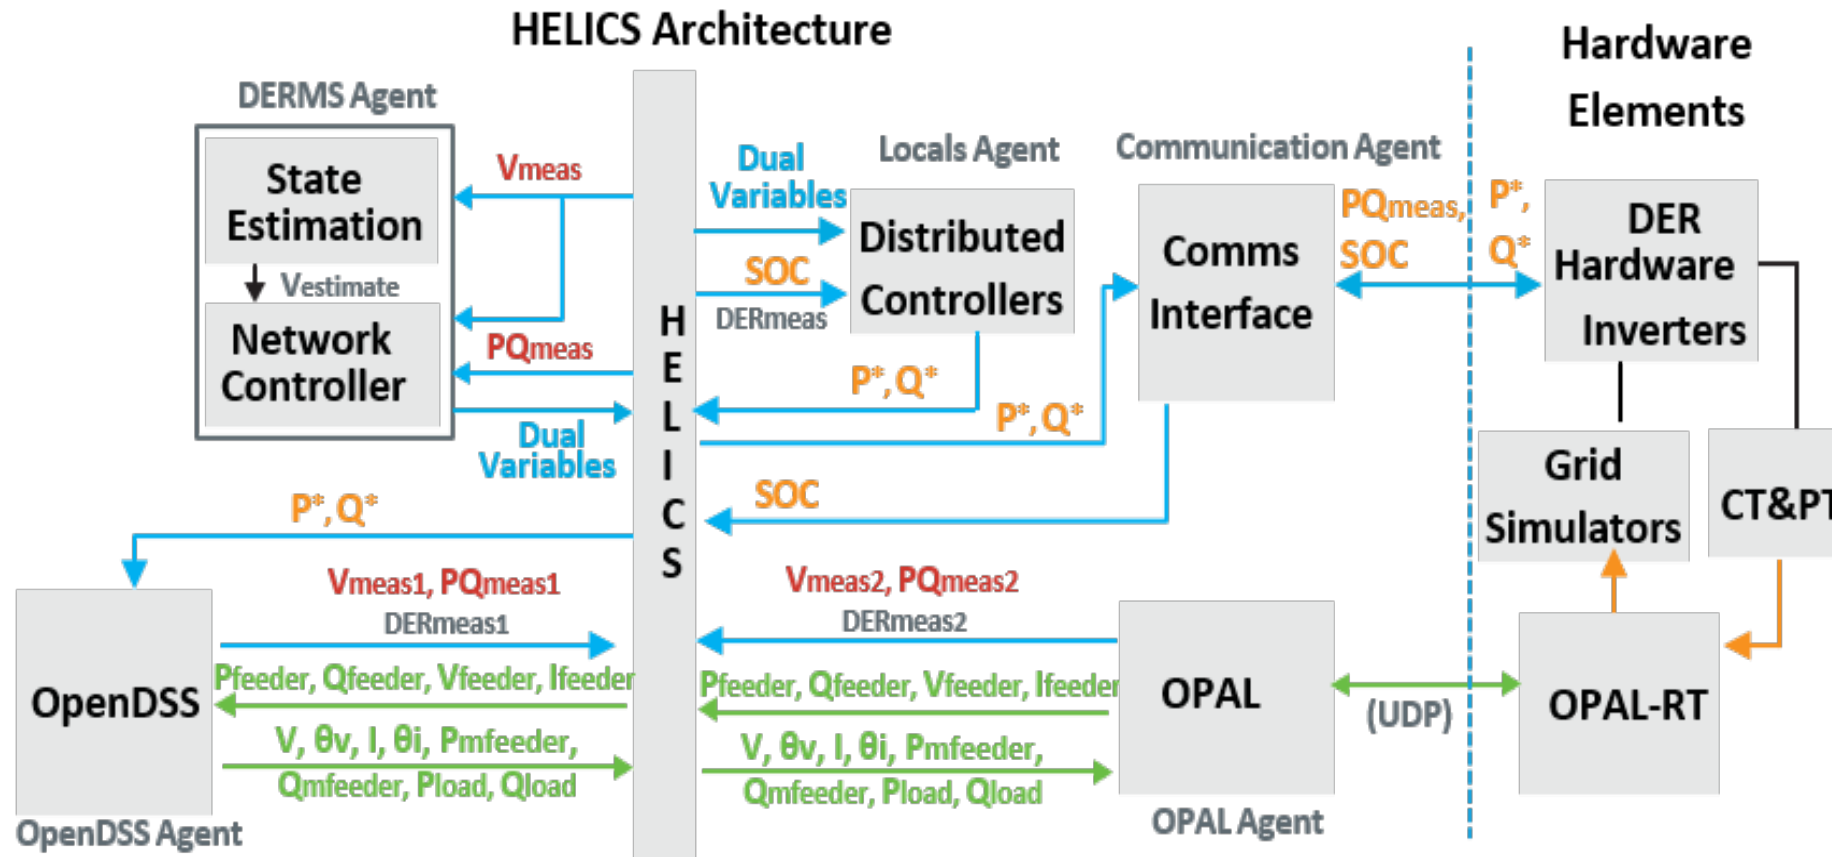 HELICS Architecture
Hardware
Elements
DERMS Agent
State
Estimation
Vestimate
Network
Controller
Vmeas
PQmeas
Dual
Variables
H
E
L
I
C
S
Dual
Variables
SOC
DERmeas
Locals Agent
Distributed
Controllers
P*, Q*
P*, Q*
SOC
Communication Agent
Comms
Interface
PQmeas,
SOC
P*,
Q*
DER
Hardware
Inverters
Grid
Simulators
CT&PT
P*, Q*
Vmeas1, PQmeas1
DERmeas1
Pfeeder, Qfeeder, Vfeeder, Ifeeder
V, θv, I, θi, Pmfeeder,
Qmfeeder, Pload, Qload
OpenDSS
OpenDSS Agent
Vmeas2, PQmeas2
DERmeas2
Pfeeder, Qfeeder, Vfeeder, Ifeeder
V, θv, I, θi, Pmfeeder,
Qmfeeder, Pload, Qload
OPAL
OPAL Agent
(UDP)
OPAL-RT